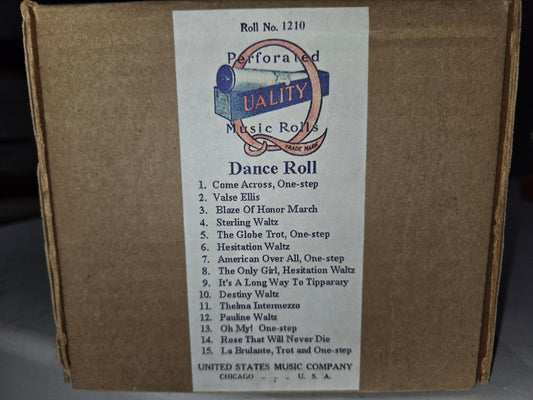 Roll No. 1210
Perforated
QUALITY
Music Rolls
TRADE MARK
Dance Roll
1. Come Across, One-step
2. Valse Ellis
3. Blaze Of Honor March
4. Sterling Waltz
5. The Globe Trot, One-step
6. Hesitation Waltz
7. American Over All, One-step
8. The Only Girl, Hesitation Waltz
9. It's A Long Way To Tipparary
10. Destiny Waltz
11. Thelma Intermezzo
12. Pauline Waltz
13. Oh My! One-step
14. Rose That Will Never Die
15. La Brulante, Trot and One-step
UNITED STATES MUSIC COMPANY
CHICAGO - , - U. S. A.